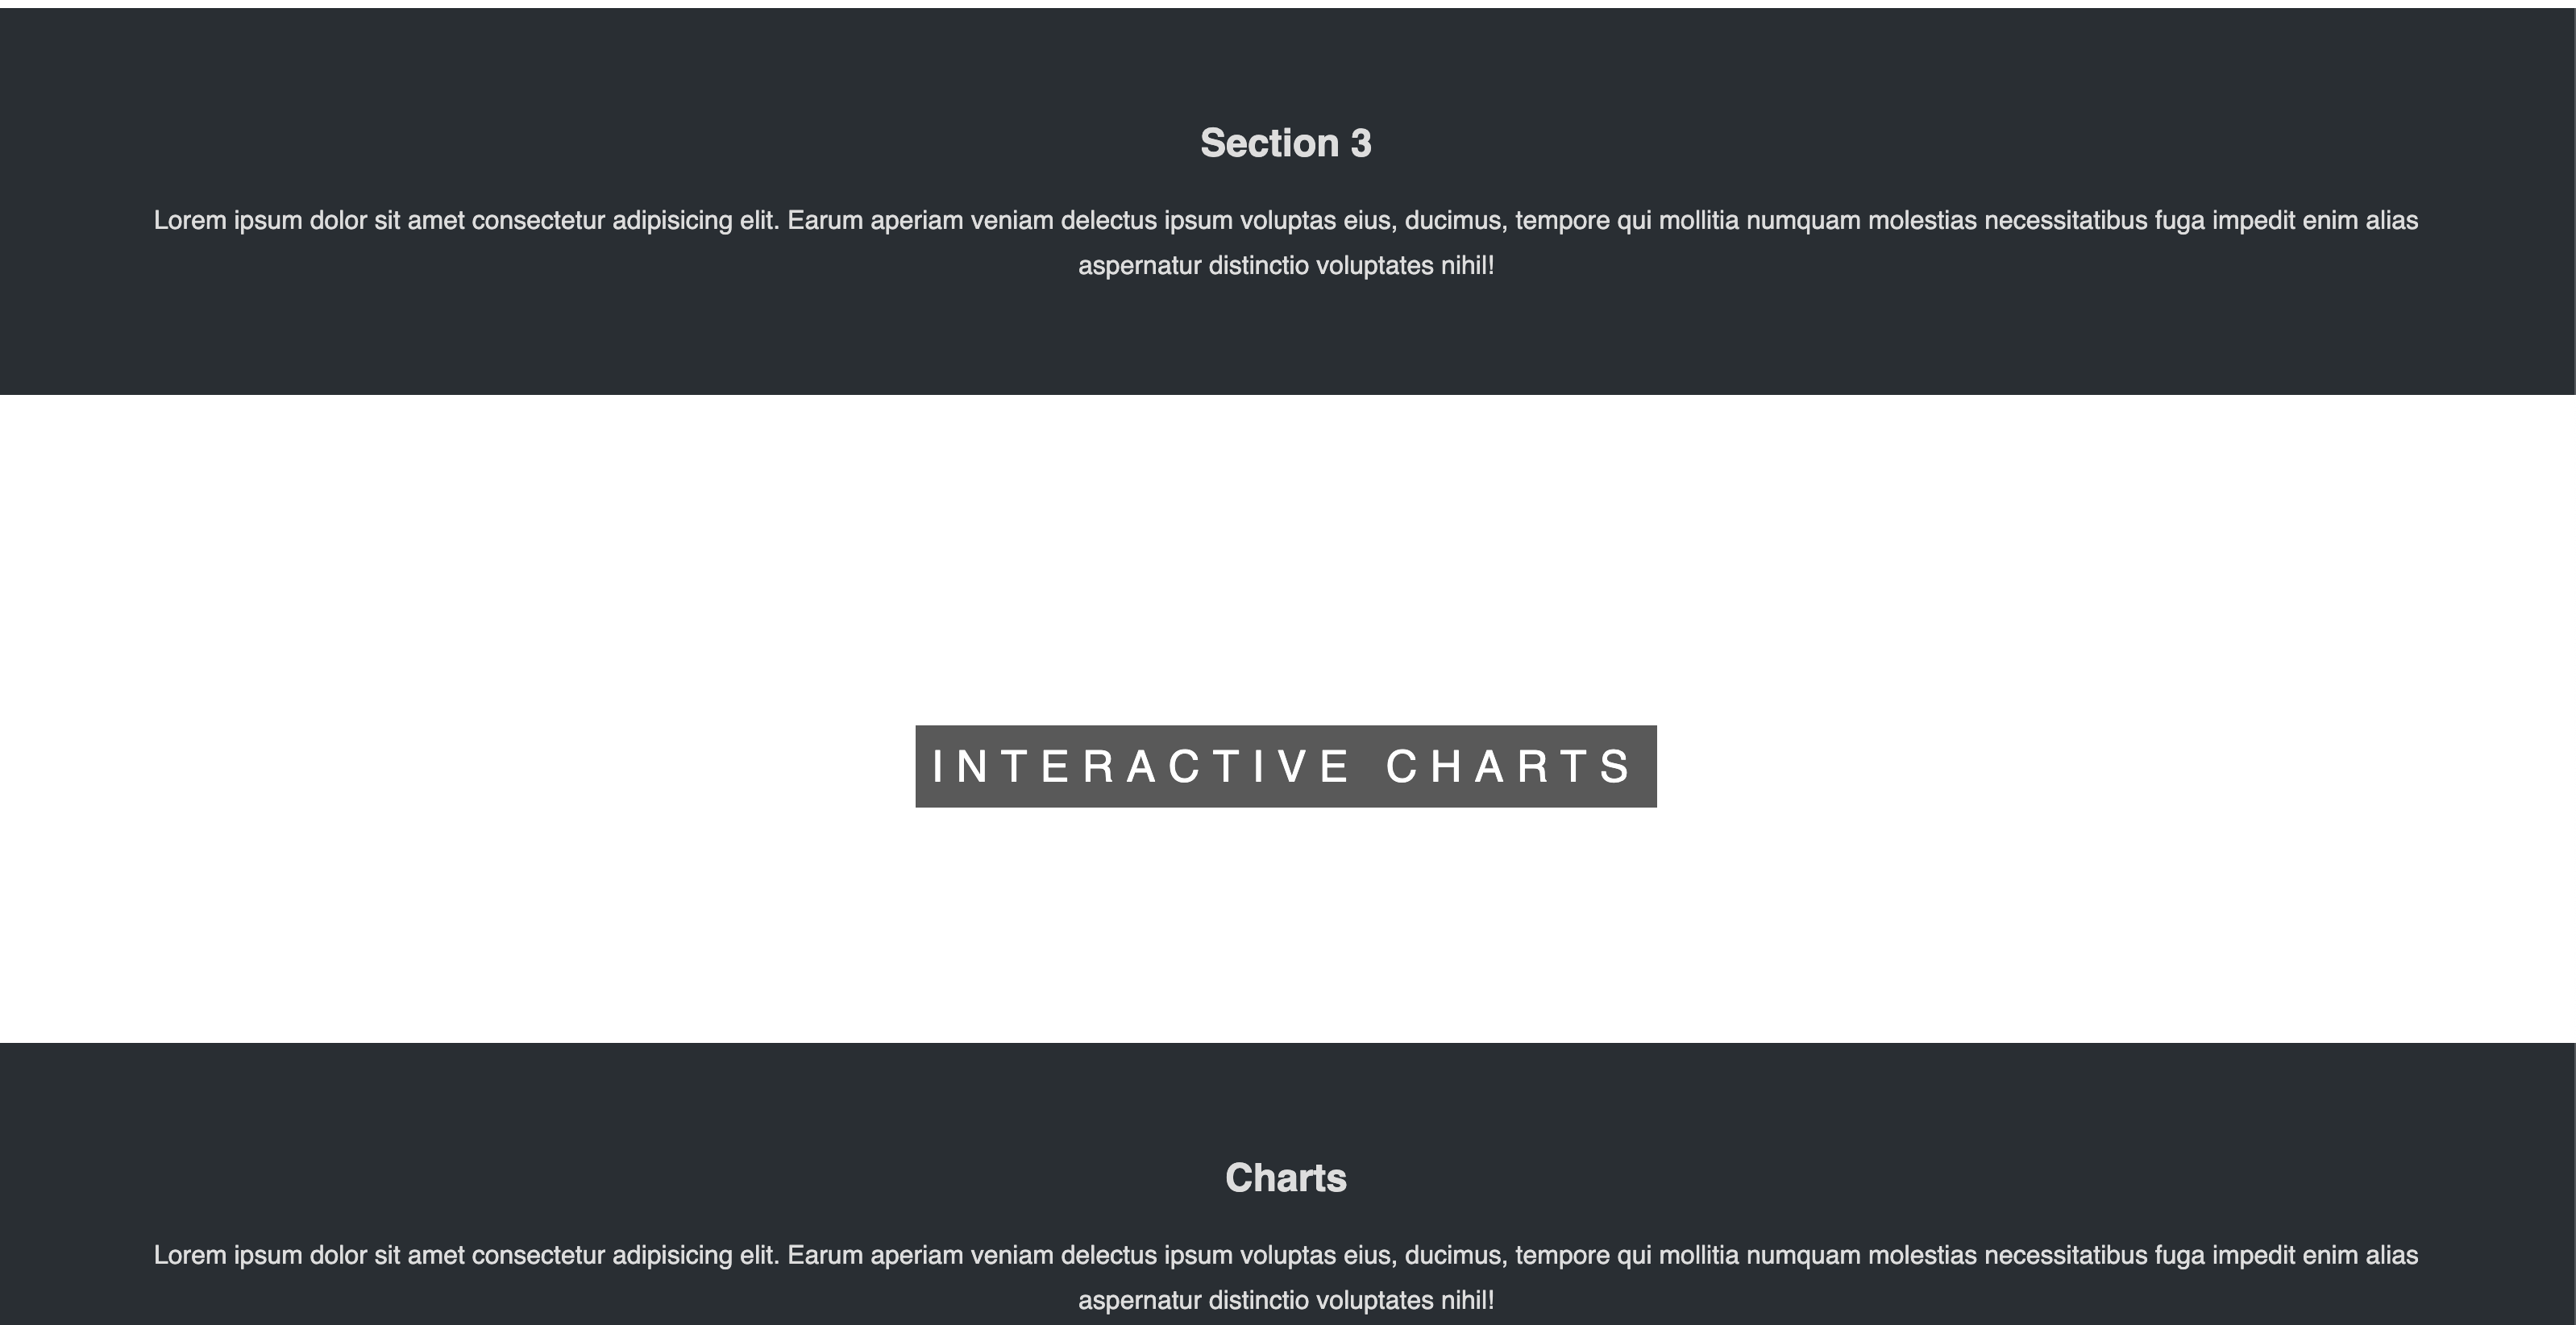 Section 3
Lorem ipsum dolor sit amet consectetur adipisicing elit. Earum aperiam veniam delectus ipsum voluptas eius, ducimus, tempore qui mollitia numquam molestias necessitatibus fuga impedit enim alias
aspernatur distinctio voluptates nihil!
INTERACTIVE CHARTS
Charts
Lorem ipsum dolor sit amet consectetur adipisicing elit. Earum aperiam veniam delectus ipsum voluptas eius, ducimus, tempore qui mollitia numquam molestias necessitatibus fuga impedit enim alias
aspernatur distinctio voluptates nihil!